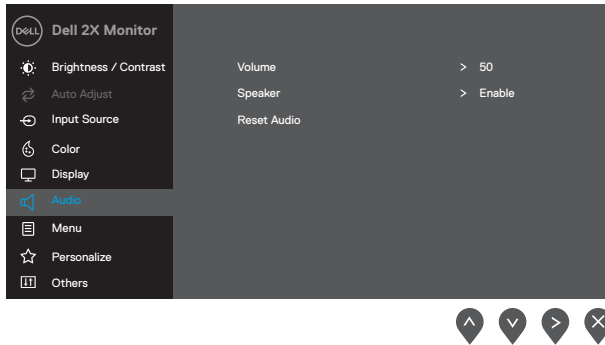 DELL Dell 2X Monitor
Brightness / Contrast
Volume > 50
Auto Adjust
Speaker > Enable
Input Source
Reset Audio
Color
Display
Audio
Menu
Personalize
Others